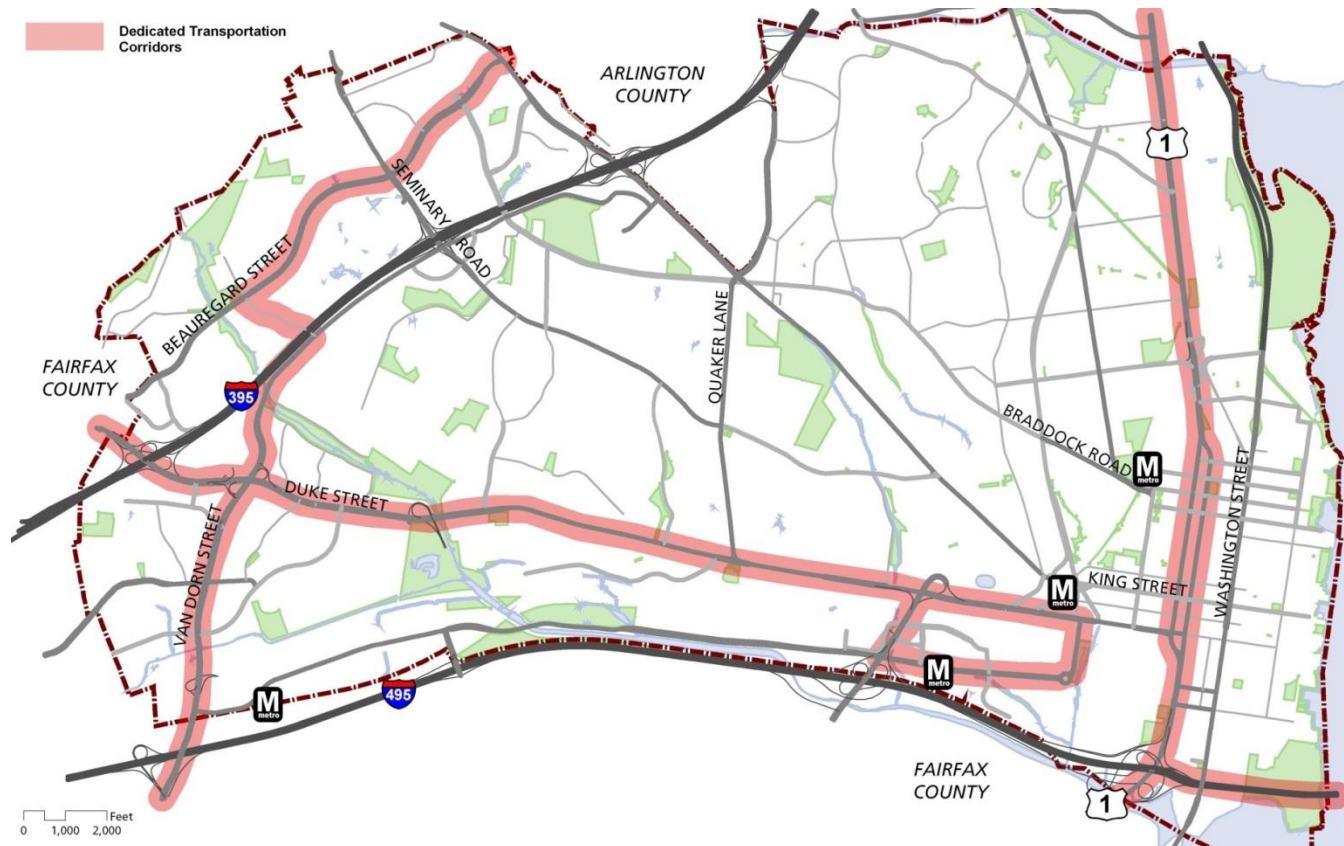 Dedicated Transportation
Corridors
ARLINGTON
COUNTY
1
SEMINARY ROAD
BEAUREGARD STREET
QUAKER LANE
FAIRFAX
COUNTY
395
BRADDOCK ROAD
M
metro
DUKE STREET
WASHINGTON STREET
VAN DORN STREET
KING STREET
M
metro
M
metro
M
metro
495
FAIRFAX
COUNTY
1
Feet
0 1,000 2,000